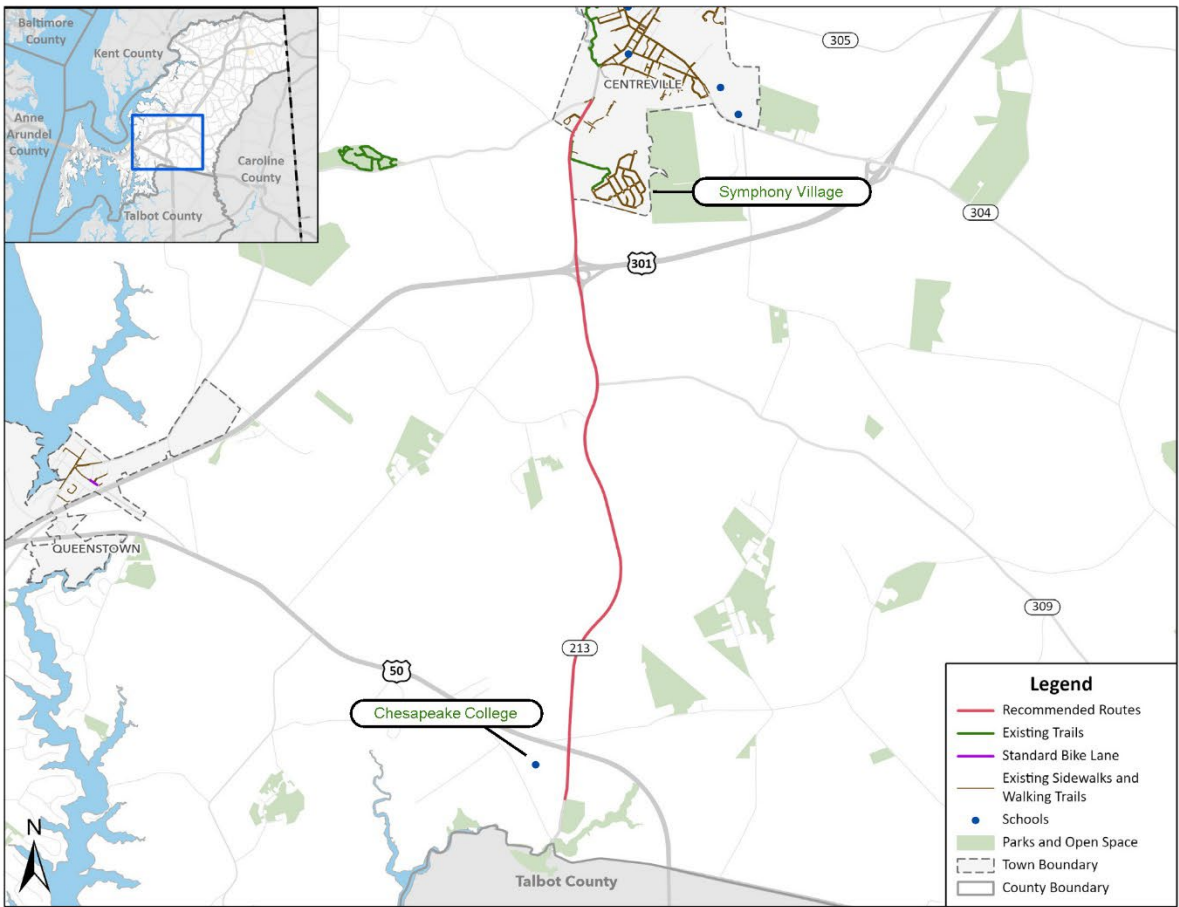 Baltimore
County
Kent County
Anne
Arundel
County
Caroline
County
Talbot County
305
CENTREVILLE
Symphony Village
304
301
QUEENSTOWN
309
213
50
Chesapeake College
Talbot County
N
Legend
Recommended Routes
Existing Trails
Standard Bike Lane
Existing Sidewalks and
Walking Trails
Schools
Parks and Open Space
Town Boundary
County Boundary